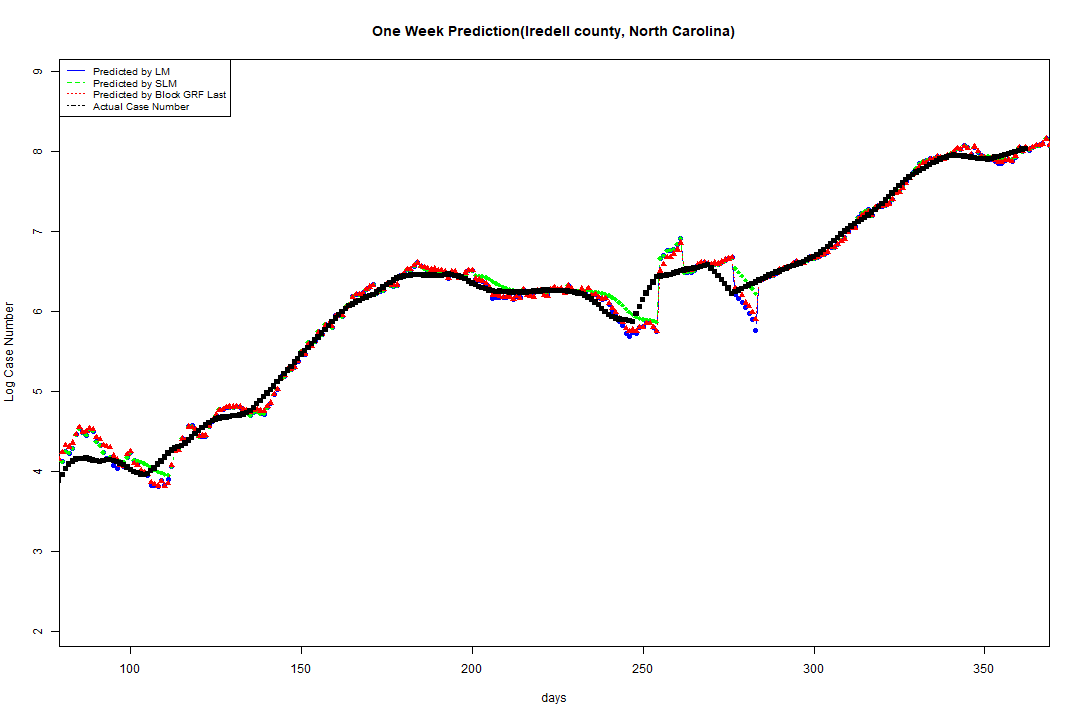 One Week Prediction(Iredell county, North Carolina)
Predicted by LM
Predicted by SLM
Predicted by Block GRF Last
Actual Case Number
Log Case Number
9
8
7
6
5
4
3
2
100 150 200 250 300 350
days